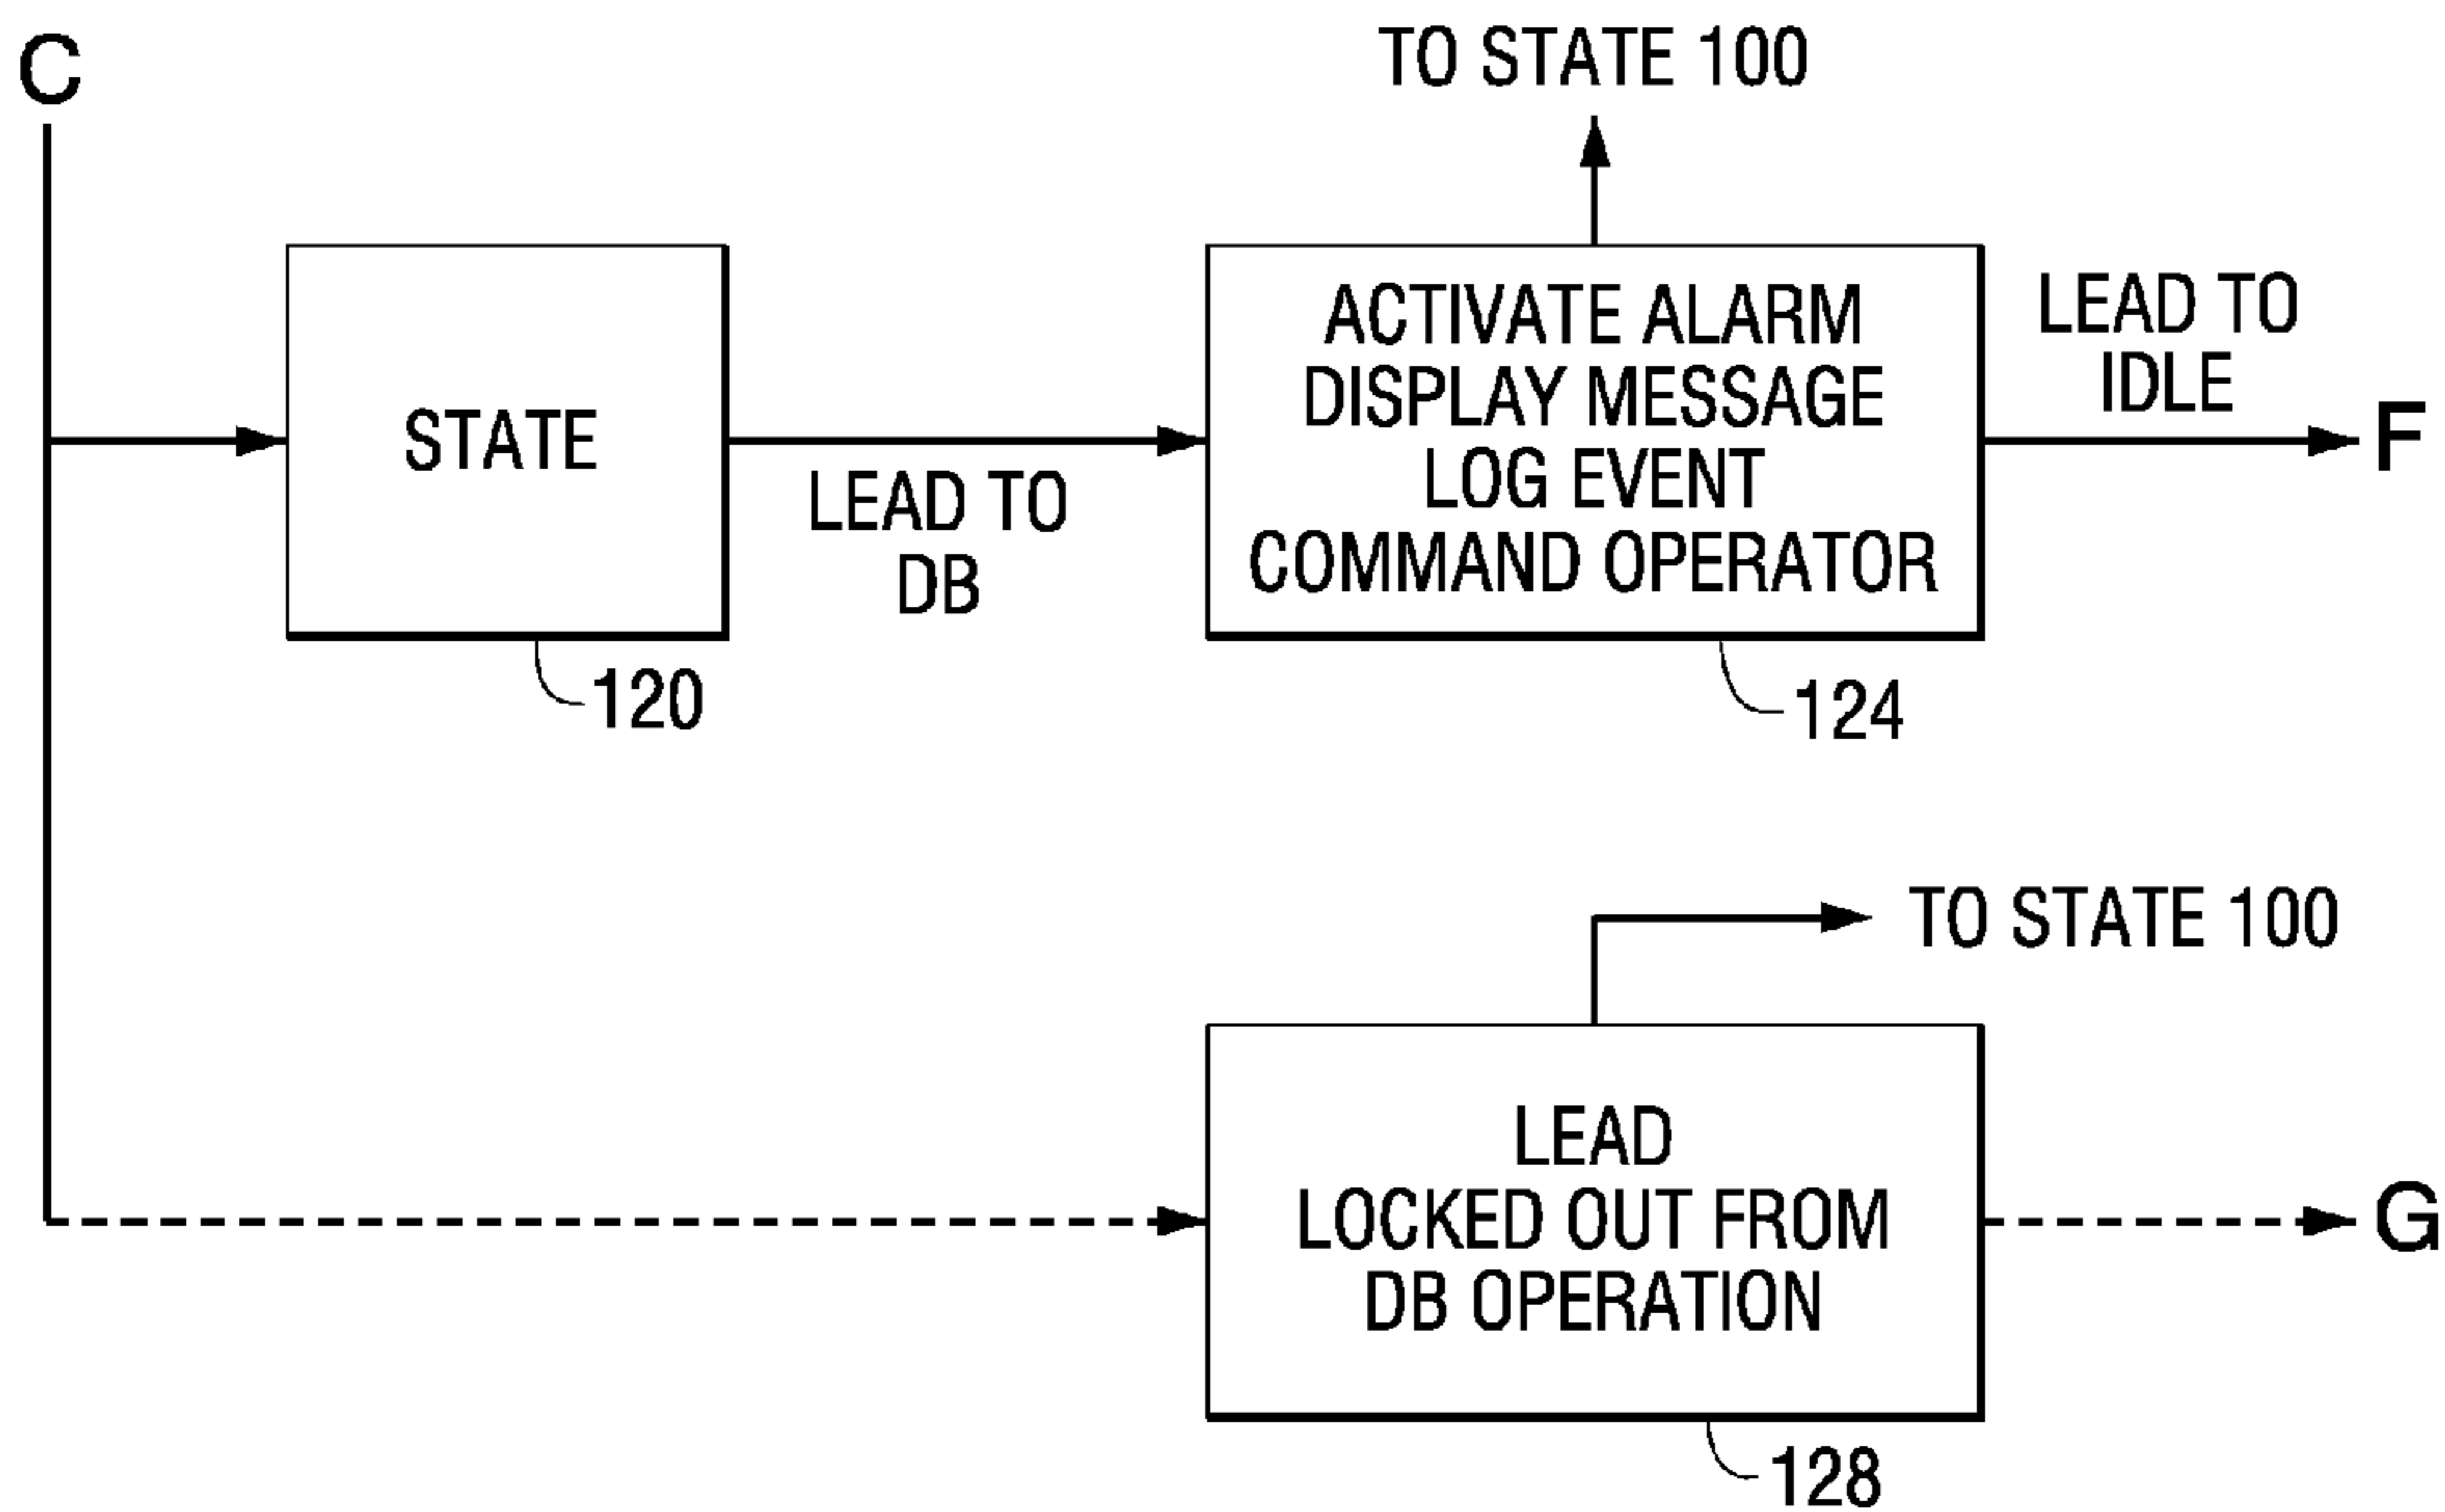 C
TO STATE 100
STATE
LEAD TO
DB
120
ACTIVATE ALARM
DISPLAY MESSAGE
LOG EVENT
COMMAND OPERATOR
124
LEAD TO
IDLE
F
TO STATE 100
LEAD
LOCKED OUT FROM
DB OPERATION
128
G